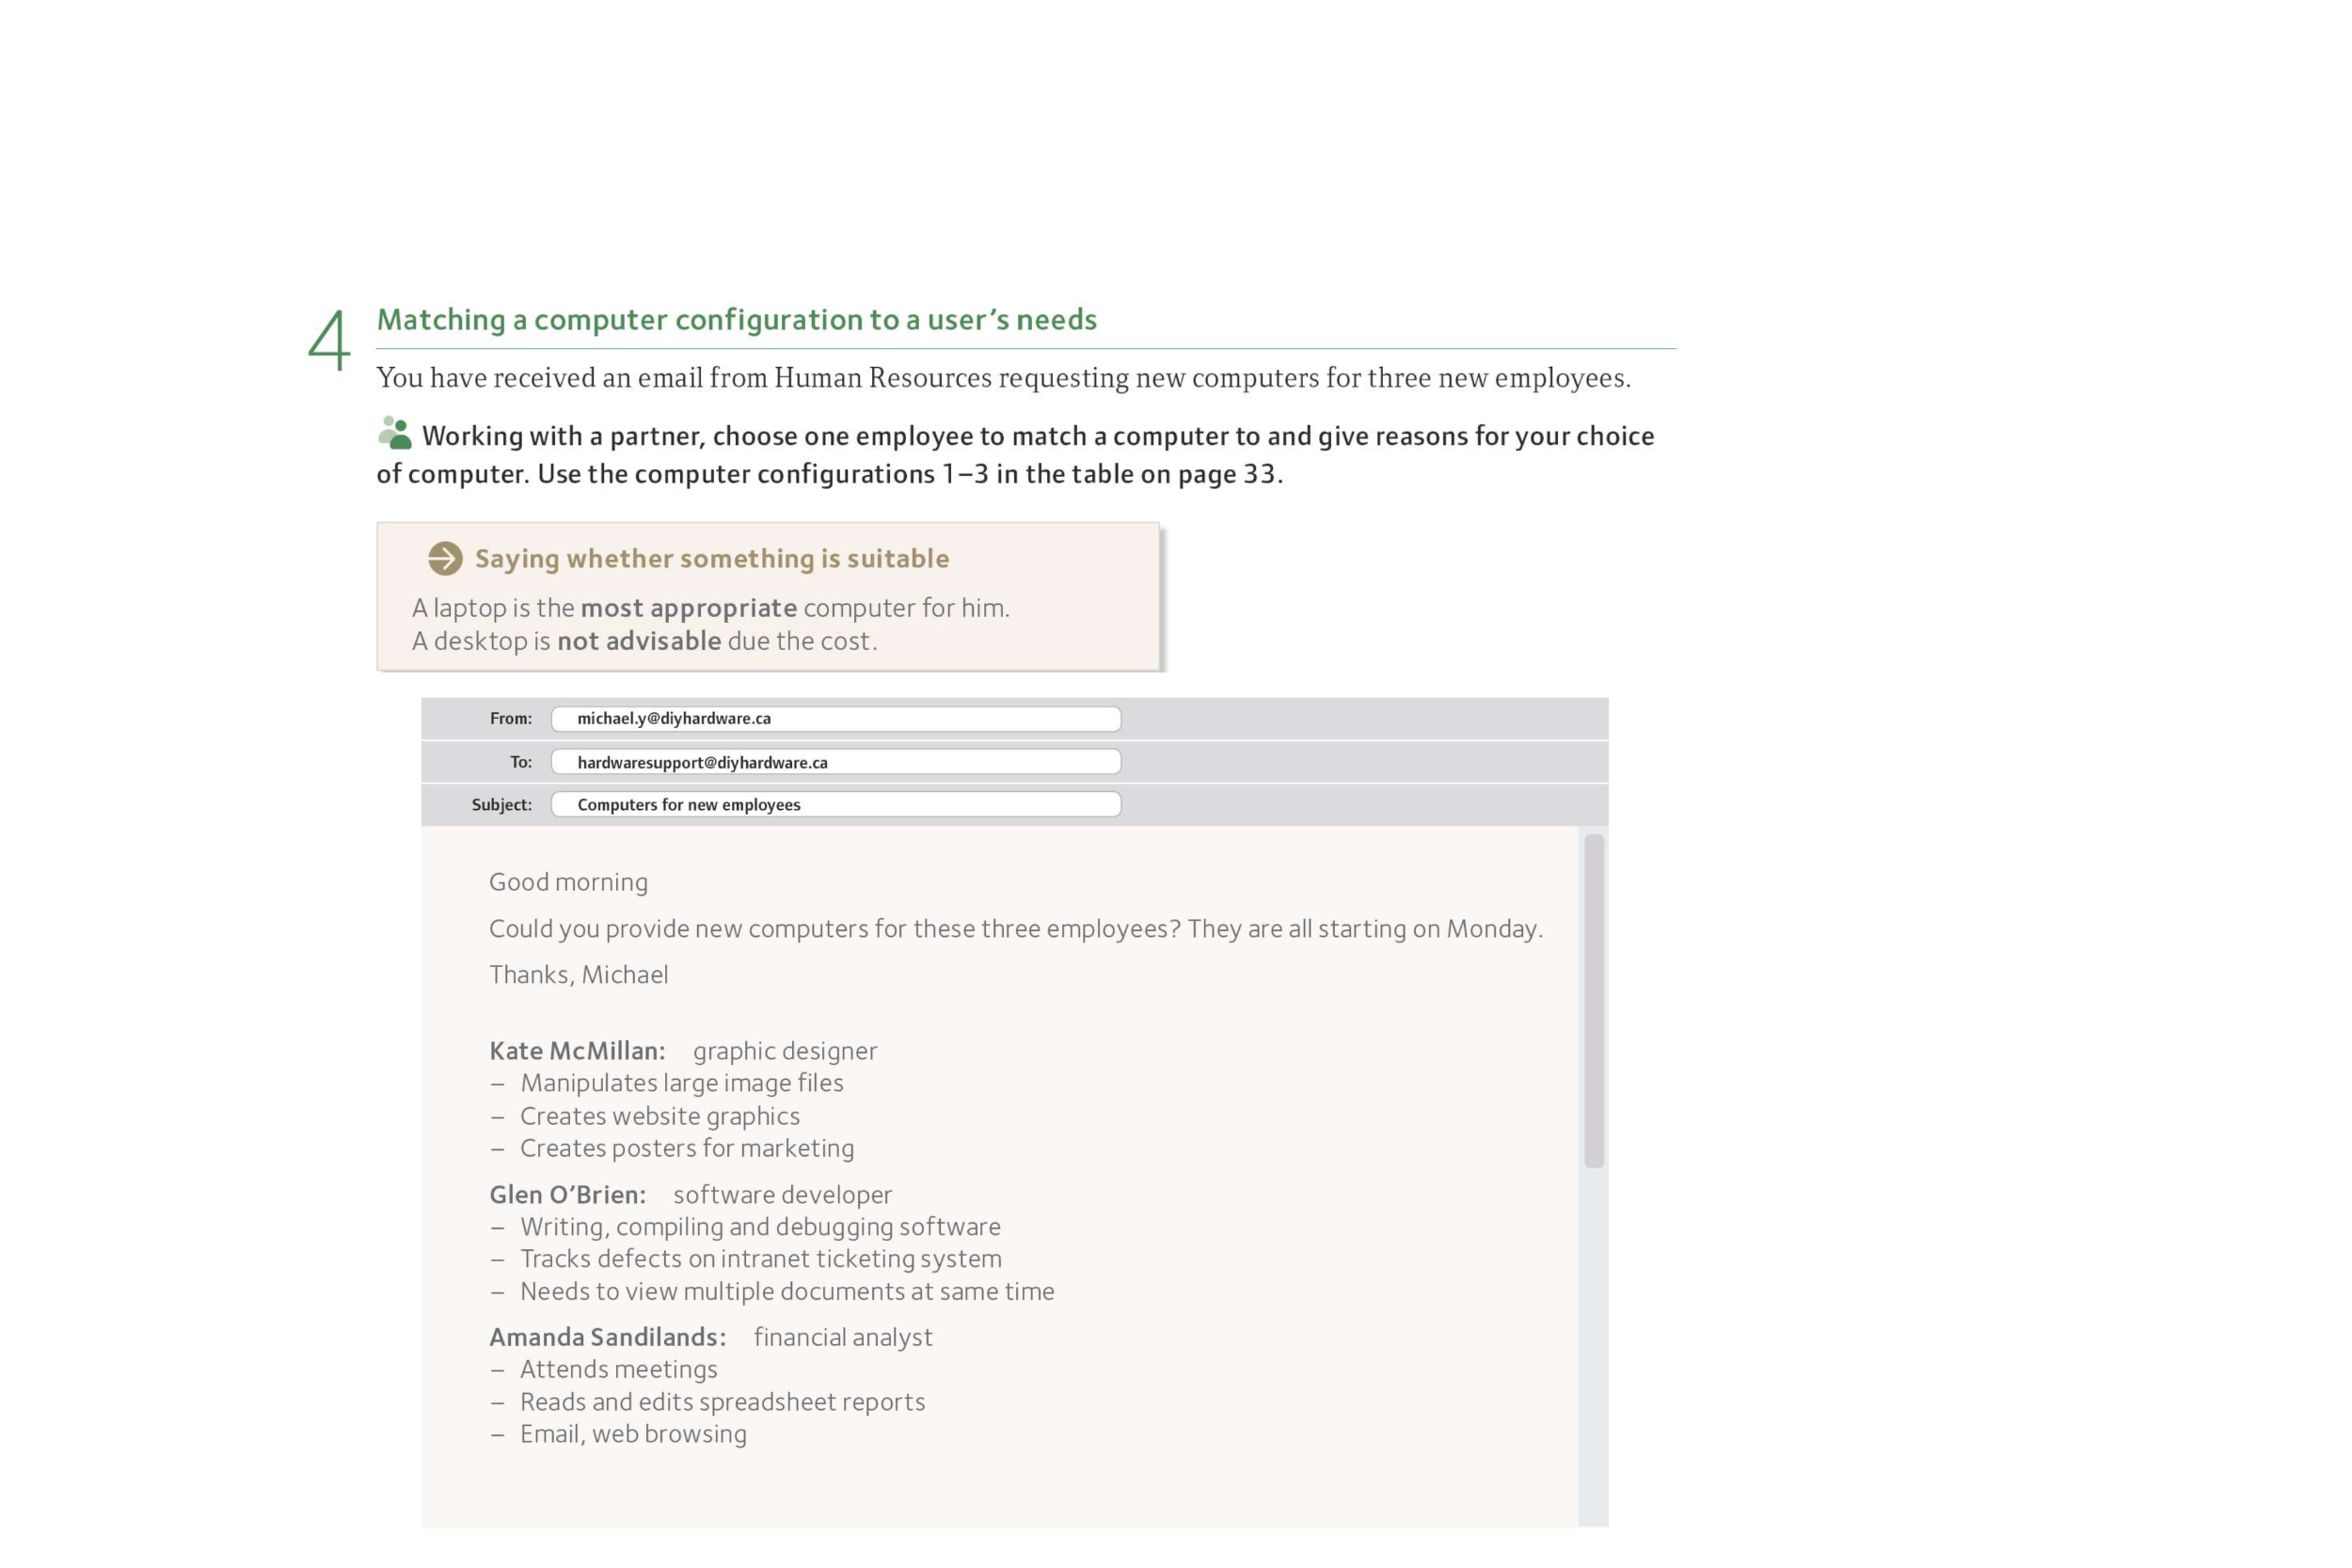 4
Matching a computer configuration to a user's needs
You have received an email from Human Resources requesting new computers for three new employees.
Working with a partner, choose one employee to match a computer to and give reasons for your choice
of computer. Use the computer configurations 1–3 in the table on page 33.
Saying whether something is suitable
A laptop is the most appropriate computer for him.
A desktop is not advisable due the cost.
From: michael.y@diyhardware.ca
To: hardwaresupport@diyhardware.ca
Subject: Computers for new employees
Good morning
Could you provide new computers for these three employees? They are all starting on Monday.
Thanks, Michael
Kate McMillan: graphic designer
– Manipulates large image files
– Creates website graphics
– Creates posters for marketing
Glen O'Brien: software developer
– Writing, compiling and debugging software
– Tracks defects on intranet ticketing system
– Needs to view multiple documents at same time
Amanda Sandilands: financial analyst
– Attends meetings
– Reads and edits spreadsheet reports
– Email, web browsing